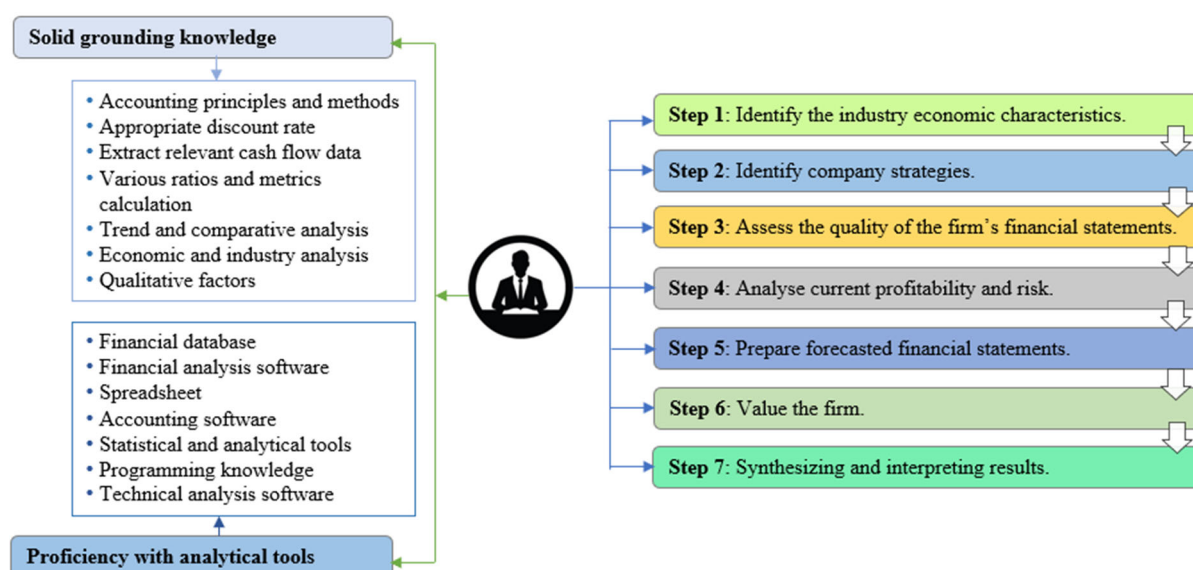 Solid grounding knowledge
• Accounting principles and methods
• Appropriate discount rate
• Extract relevant cash flow data
• Various ratios and metrics
calculation
• Trend and comparative analysis
• Economic and industry analysis
• Qualitative factors
• Financial database
• Financial analysis software
• Spreadsheet
• Accounting software
• Statistical and analytical tools
• Programming knowledge
• Technical analysis software
Proficiency with analytical tools
Step 1: Identify the industry economic characteristics.
Step 2: Identify company strategies.
Step 3: Assess the quality of the firm’s financial statements.
Step 4: Analyse current profitability and risk.
Step 5: Prepare forecasted financial statements.
Step 6: Value the firm.
Step 7: Synthesizing and interpreting results.